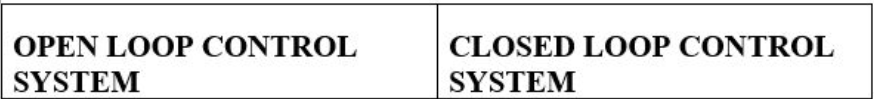 OPEN LOOP CONTROL
SYSTEM
CLOSED LOOP CONTROL
SYSTEM